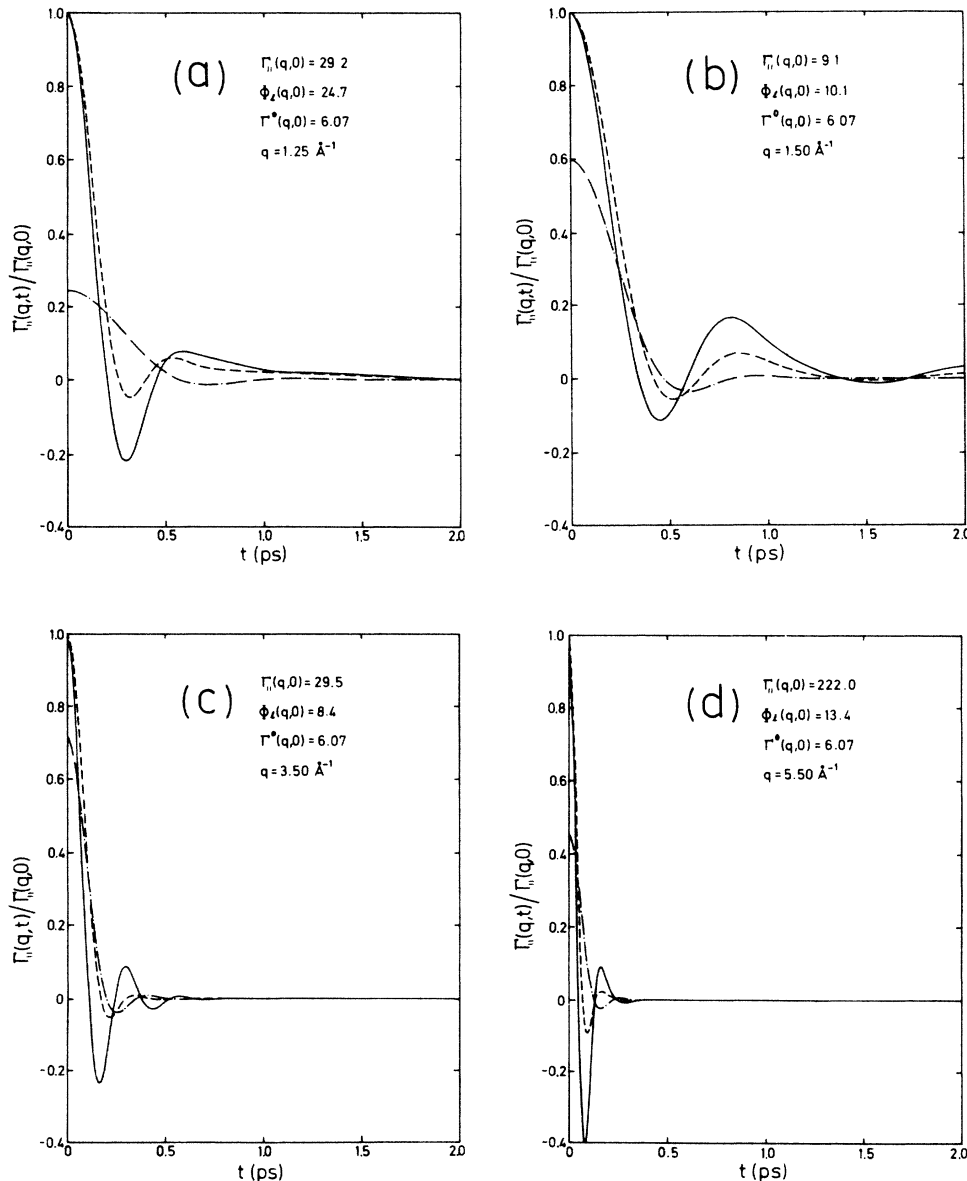 (a)
Γ₁₁(q,0) = 29.2
Φ_ℓ(q,0) = 24.7
Γ°(q,0) = 6.07
q = 1.25 Å⁻¹
Γ₁₁(q,t)/Γ₁₁(q,0)
1.0
0.8
0.6
0.4
0.2
0
-0.2
-0.4
0
0.5
1.0
1.5
2.0
t (ps)
(b)
Γ₁₁(q,0) = 9.1
Φ_ℓ(q,0) = 10.1
Γ°(q,0) = 6.07
q = 1.50 Å⁻¹
Γ₁₁(q,t)/Γ₁₁(q,0)
1.0
0.8
0.6
0.4
0.2
0
-0.2
-0.4
0
0.5
1.0
1.5
2.0
t (ps)
(c)
Γ₁₁(q,0) = 29.5
Φ_ℓ(q,0) = 8.4
Γ°(q,0) = 6.07
q = 3.50 Å⁻¹
Γ₁₁(q,t)/Γ₁₁(q,0)
1.0
0.8
0.6
0.4
0.2
0
-0.2
-0.4
0
0.5
1.0
1.5
2.0
t (ps)
(d)
Γ₁₁(q,0) = 222.0
Φ_ℓ(q,0) = 13.4
Γ°(q,0) = 6.07
q = 5.50 Å⁻¹
Γ₁₁(q,t)/Γ₁₁(q,0)
1.0
0.8
0.6
0.4
0.2
0
-0.2
-0.4
0
0.5
1.0
1.5
2.0
t (ps)